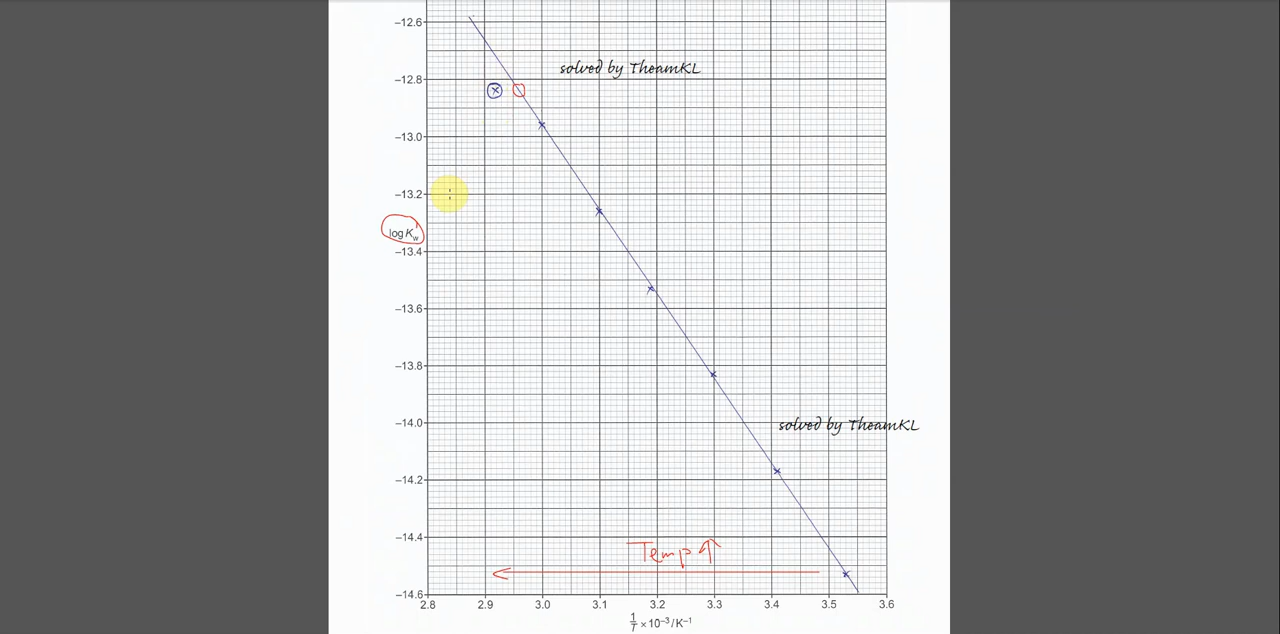 −12.6
solved by TheamKL
−12.8
−13.0
−13.2
log Kw
−13.4
−13.6
−13.8
−14.0
solved by TheamKL
−14.2
−14.4
Temp ↑
−14.6
2.8 2.9 3.0 3.1 3.2 3.3 3.4 3.5 3.6
1/T × 10⁻³ / K⁻¹